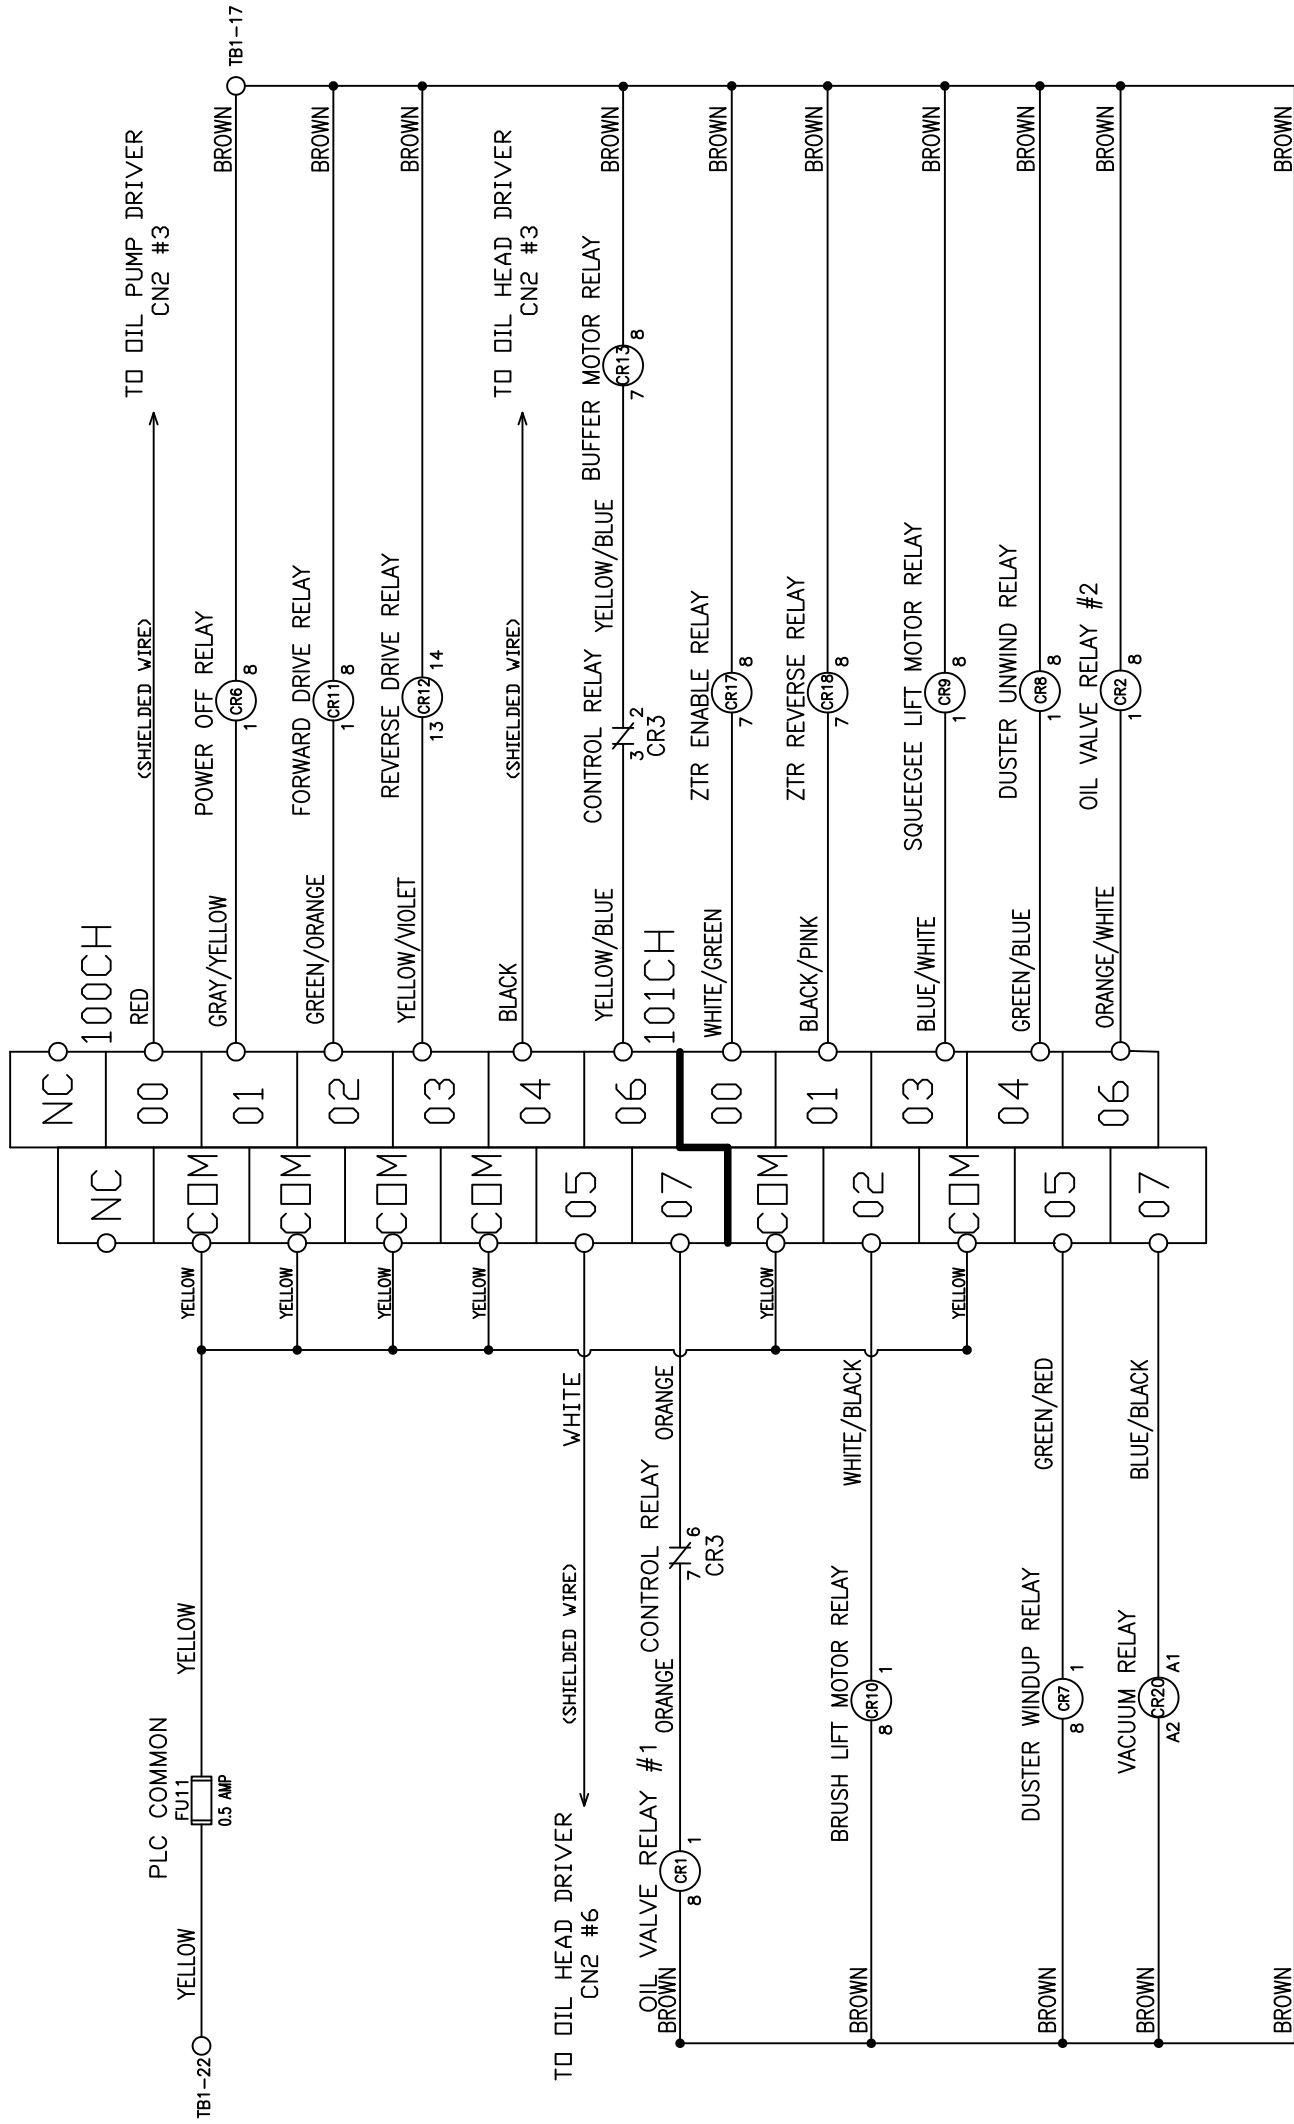 TB1-22
YELLOW
PLC COMMON
FU11
0.5 AMP
YELLOW
YELLOW
YELLOW
YELLOW
YELLOW
YELLOW
YELLOW
TO OIL HEAD DRIVER
CN2 #6
(SHIELDED WIRE)
WHITE
OIL VALVE RELAY #1
BROWN
8
CR1
1
ORANGE
CONTROL RELAY
7
6
CR3
ORANGE
BROWN
BRUSH LIFT MOTOR RELAY
8
CR10
1
WHITE/BLACK
BROWN
DUSTER WINDUP RELAY
8
CR7
1
GREEN/RED
BROWN
VACUUM RELAY
A2
CR20
A1
BLUE/BLACK
BROWN
NC
COM
COM
COM
COM
05
07
COM
02
COM
05
07
NC
00
01
02
03
04
06
00
01
03
04
06
100CH
RED
(SHIELDED WIRE)
TO OIL PUMP DRIVER
CN2 #3
GRAY/YELLOW
POWER OFF RELAY
1
CR6
8
BROWN
TB1-17
GREEN/ORANGE
FORWARD DRIVE RELAY
1
CR11
8
BROWN
YELLOW/VIOLET
REVERSE DRIVE RELAY
13
CR12
14
BROWN
BLACK
(SHIELDED WIRE)
TO OIL HEAD DRIVER
CN2 #3
YELLOW/BLUE
CONTROL RELAY
3
2
CR3
YELLOW/BLUE
BUFFER MOTOR RELAY
7
CR13
8
BROWN
101CH
WHITE/GREEN
ZTR ENABLE RELAY
7
CR17
8
BROWN
BLACK/PINK
ZTR REVERSE RELAY
7
CR18
8
BROWN
BLUE/WHITE
SQUEEGEE LIFT MOTOR RELAY
1
CR9
8
BROWN
GREEN/BLUE
DUSTER UNWIND RELAY
1
CR8
8
BROWN
ORANGE/WHITE
OIL VALVE RELAY #2
1
CR2
8
BROWN
BROWN